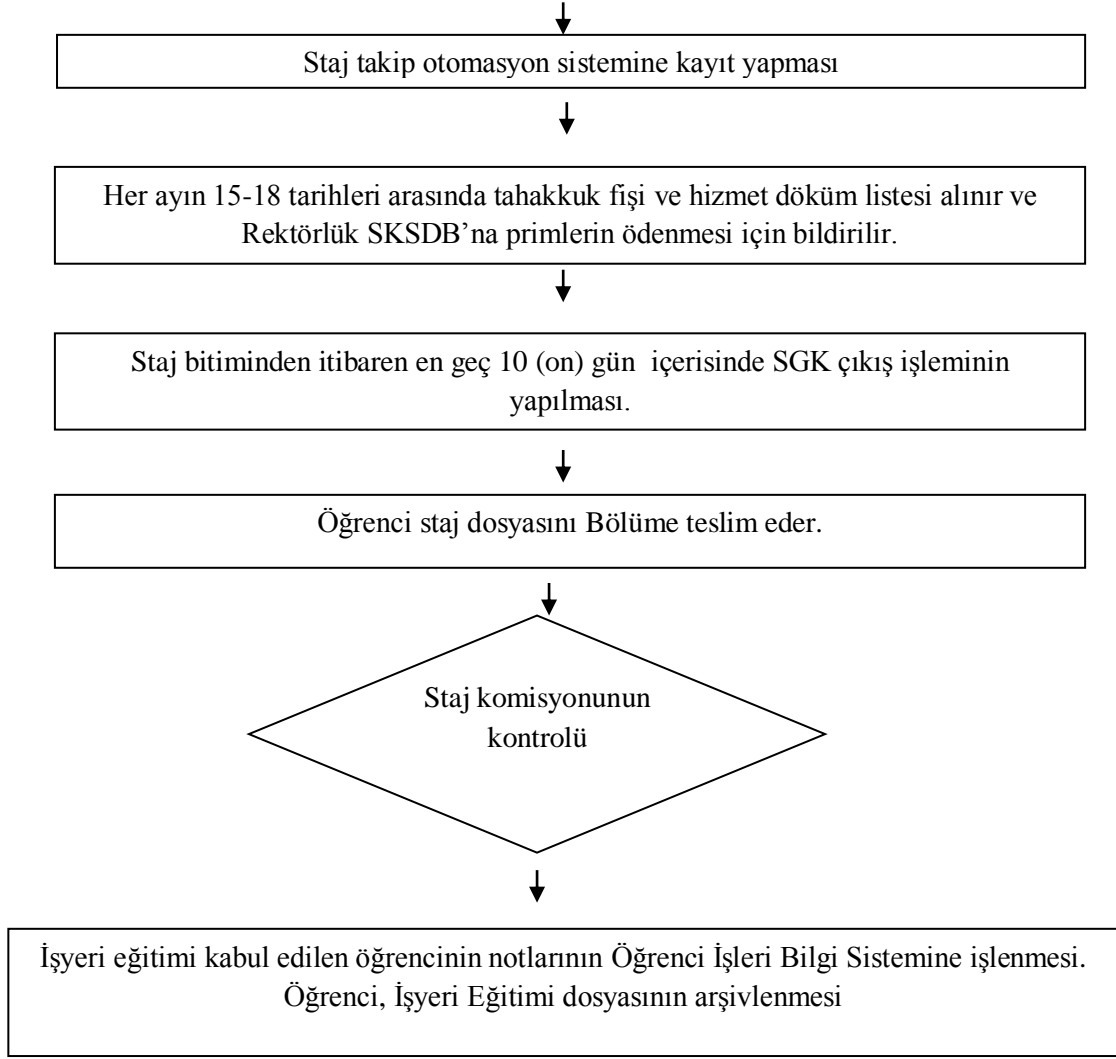 Staj takip otomasyon sistemine kayıt yapması
Her ayın 15-18 tarihleri arasında tahakkuk fişi ve hizmet döküm listesi alınır ve
Rektörlük SKSDB’na primlerin ödenmesi için bildirilir.
Staj bitiminden itibaren en geç 10 (on) gün içerisinde SGK çıkış işleminin
yapılması.
Öğrenci staj dosyasını Bölüme teslim eder.
Staj komisyonunun
kontrolü
İşyeri eğitimi kabul edilen öğrencinin notlarının Öğrenci İşleri Bilgi Sistemine işlenmesi.
Öğrenci, İşyeri Eğitimi dosyasının arşivlenmesi